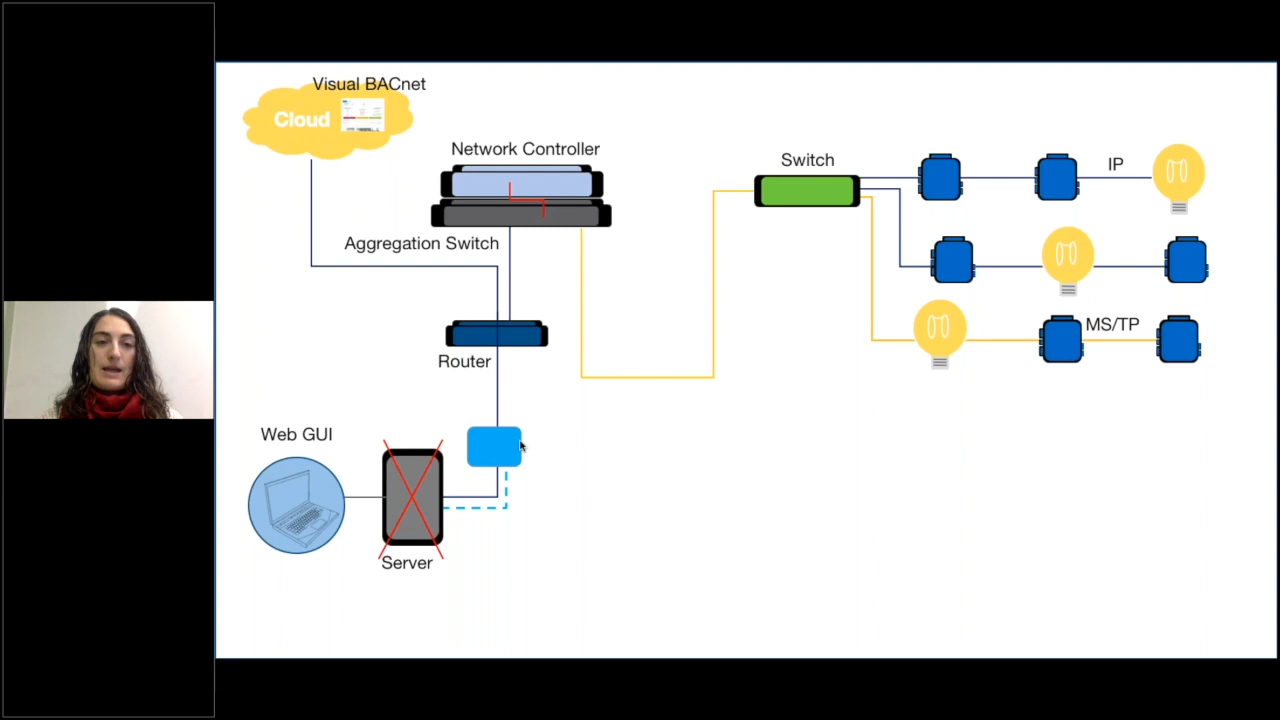 Visual BACnet
Cloud
Network Controller
Aggregation Switch
Router
Web GUI
Server
Switch
IP
MS/TP